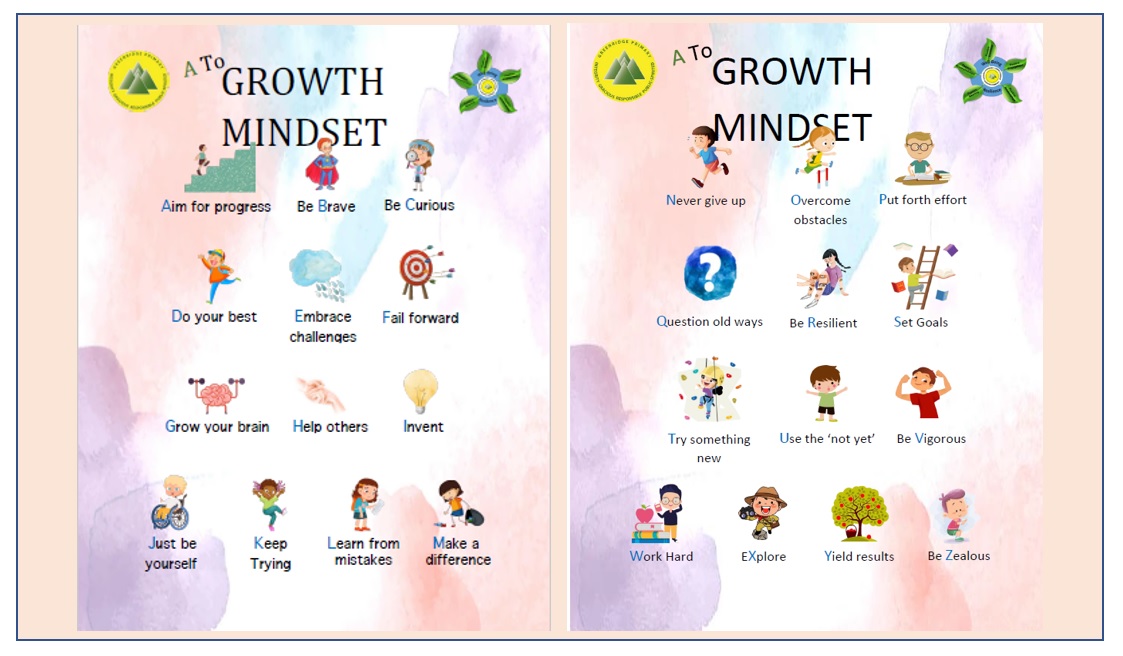 A To
GROWTH
MINDSET
Aim for progress
Be Brave
Be Curious
Do your best
Embrace
challenges
Fail forward
Grow your brain
Help others
Invent
Just be
yourself
Keep
Trying
Learn from
mistakes
Make a
difference
A To
GROWTH
MINDSET
Never give up
Overcome
obstacles
Put forth effort
?
Question old ways
Be Resilient
Set Goals
Try something
new
Use the ‘not yet’
Be Vigorous
Work Hard
EXplore
Yield results
Be Zealous